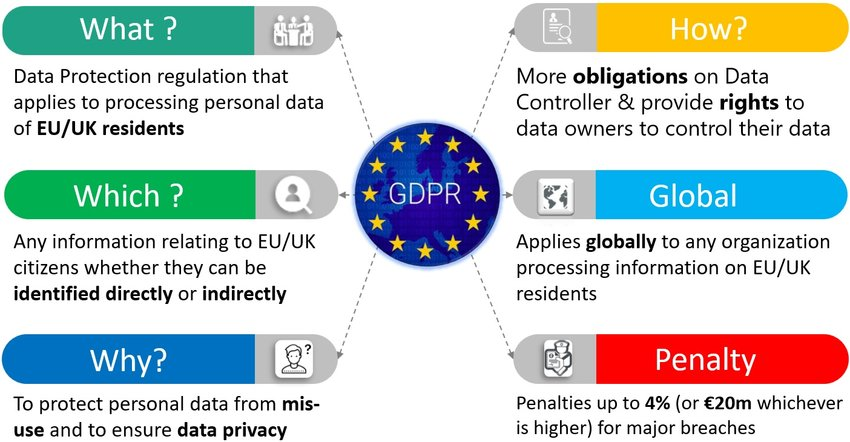 What ?
Data Protection regulation that
applies to processing personal data
of EU/UK residents
Which ?
Any information relating to EU/UK
citizens whether they can be
identified directly or indirectly
Why?
?
To protect personal data from mis-
use and to ensure data privacy
GDPR
How?
More obligations on Data
Controller & provide rights to
data owners to control their data
Global
Applies globally to any organization
processing information on EU/UK
residents
Penalty
Penalties up to 4% (or €20m whichever
is higher) for major breaches